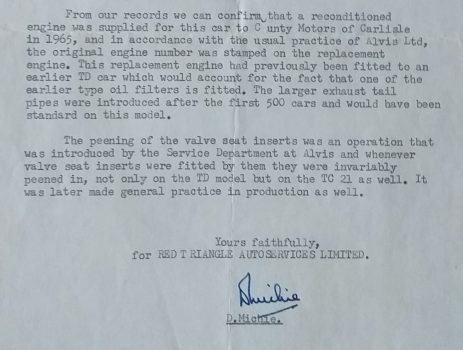 From our records we can confirm that a reconditioned
engine was supplied for this car to C unty Motors of Carlisle
in 1965, and in accordance with the usual practice of Alvis Ltd,
the original engine number was stamped on the replacement
engine. This replacement engine had previously been fitted to an
earlier TD car which would account for the fact that one of the
earlier type oil filters is fitted. The larger exhaust tail
pipes were introduced after the first 500 cars and would have been
standard on this model.
The peening of the valve seat inserts was an operation that
was introduced by the Service Department at Alvis and whenever
valve seat inserts were fitted by them they were invariably
peened in, not only on the TD model but on the TC 21 as well. It
was later made general practice in production as well.
Yours faithfully,
for RED T RIANGLE AUTOSERVICES LIMITED.
DMichie
D.Michie.